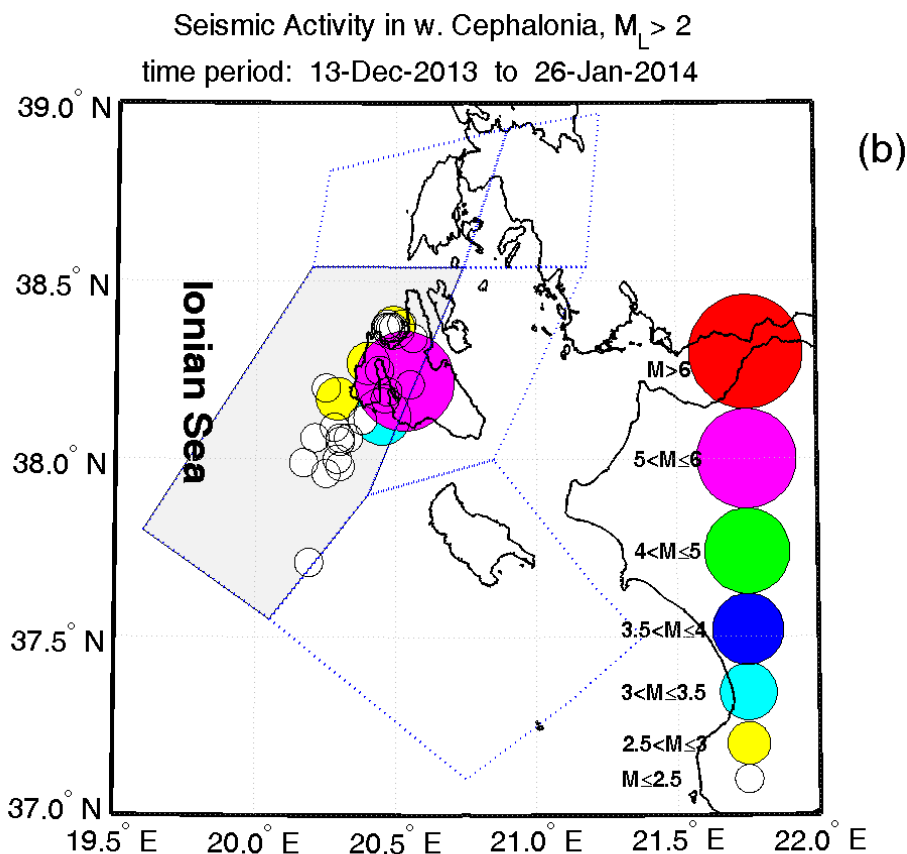 Seismic Activity in w. Cephalonia, M_L > 2
time period: 13-Dec-2013 to 26-Jan-2014
(b)
39.0° N
38.5° N
38.0° N
37.5° N
37.0° N
Ionian Sea
M>6
5<M≤6
4<M≤5
3.5<M≤4
3<M≤3.5
2.5<M≤3
M≤2.5
19.5° E
20.0° E
20.5° E
21.0° E
21.5° E
22.0° E